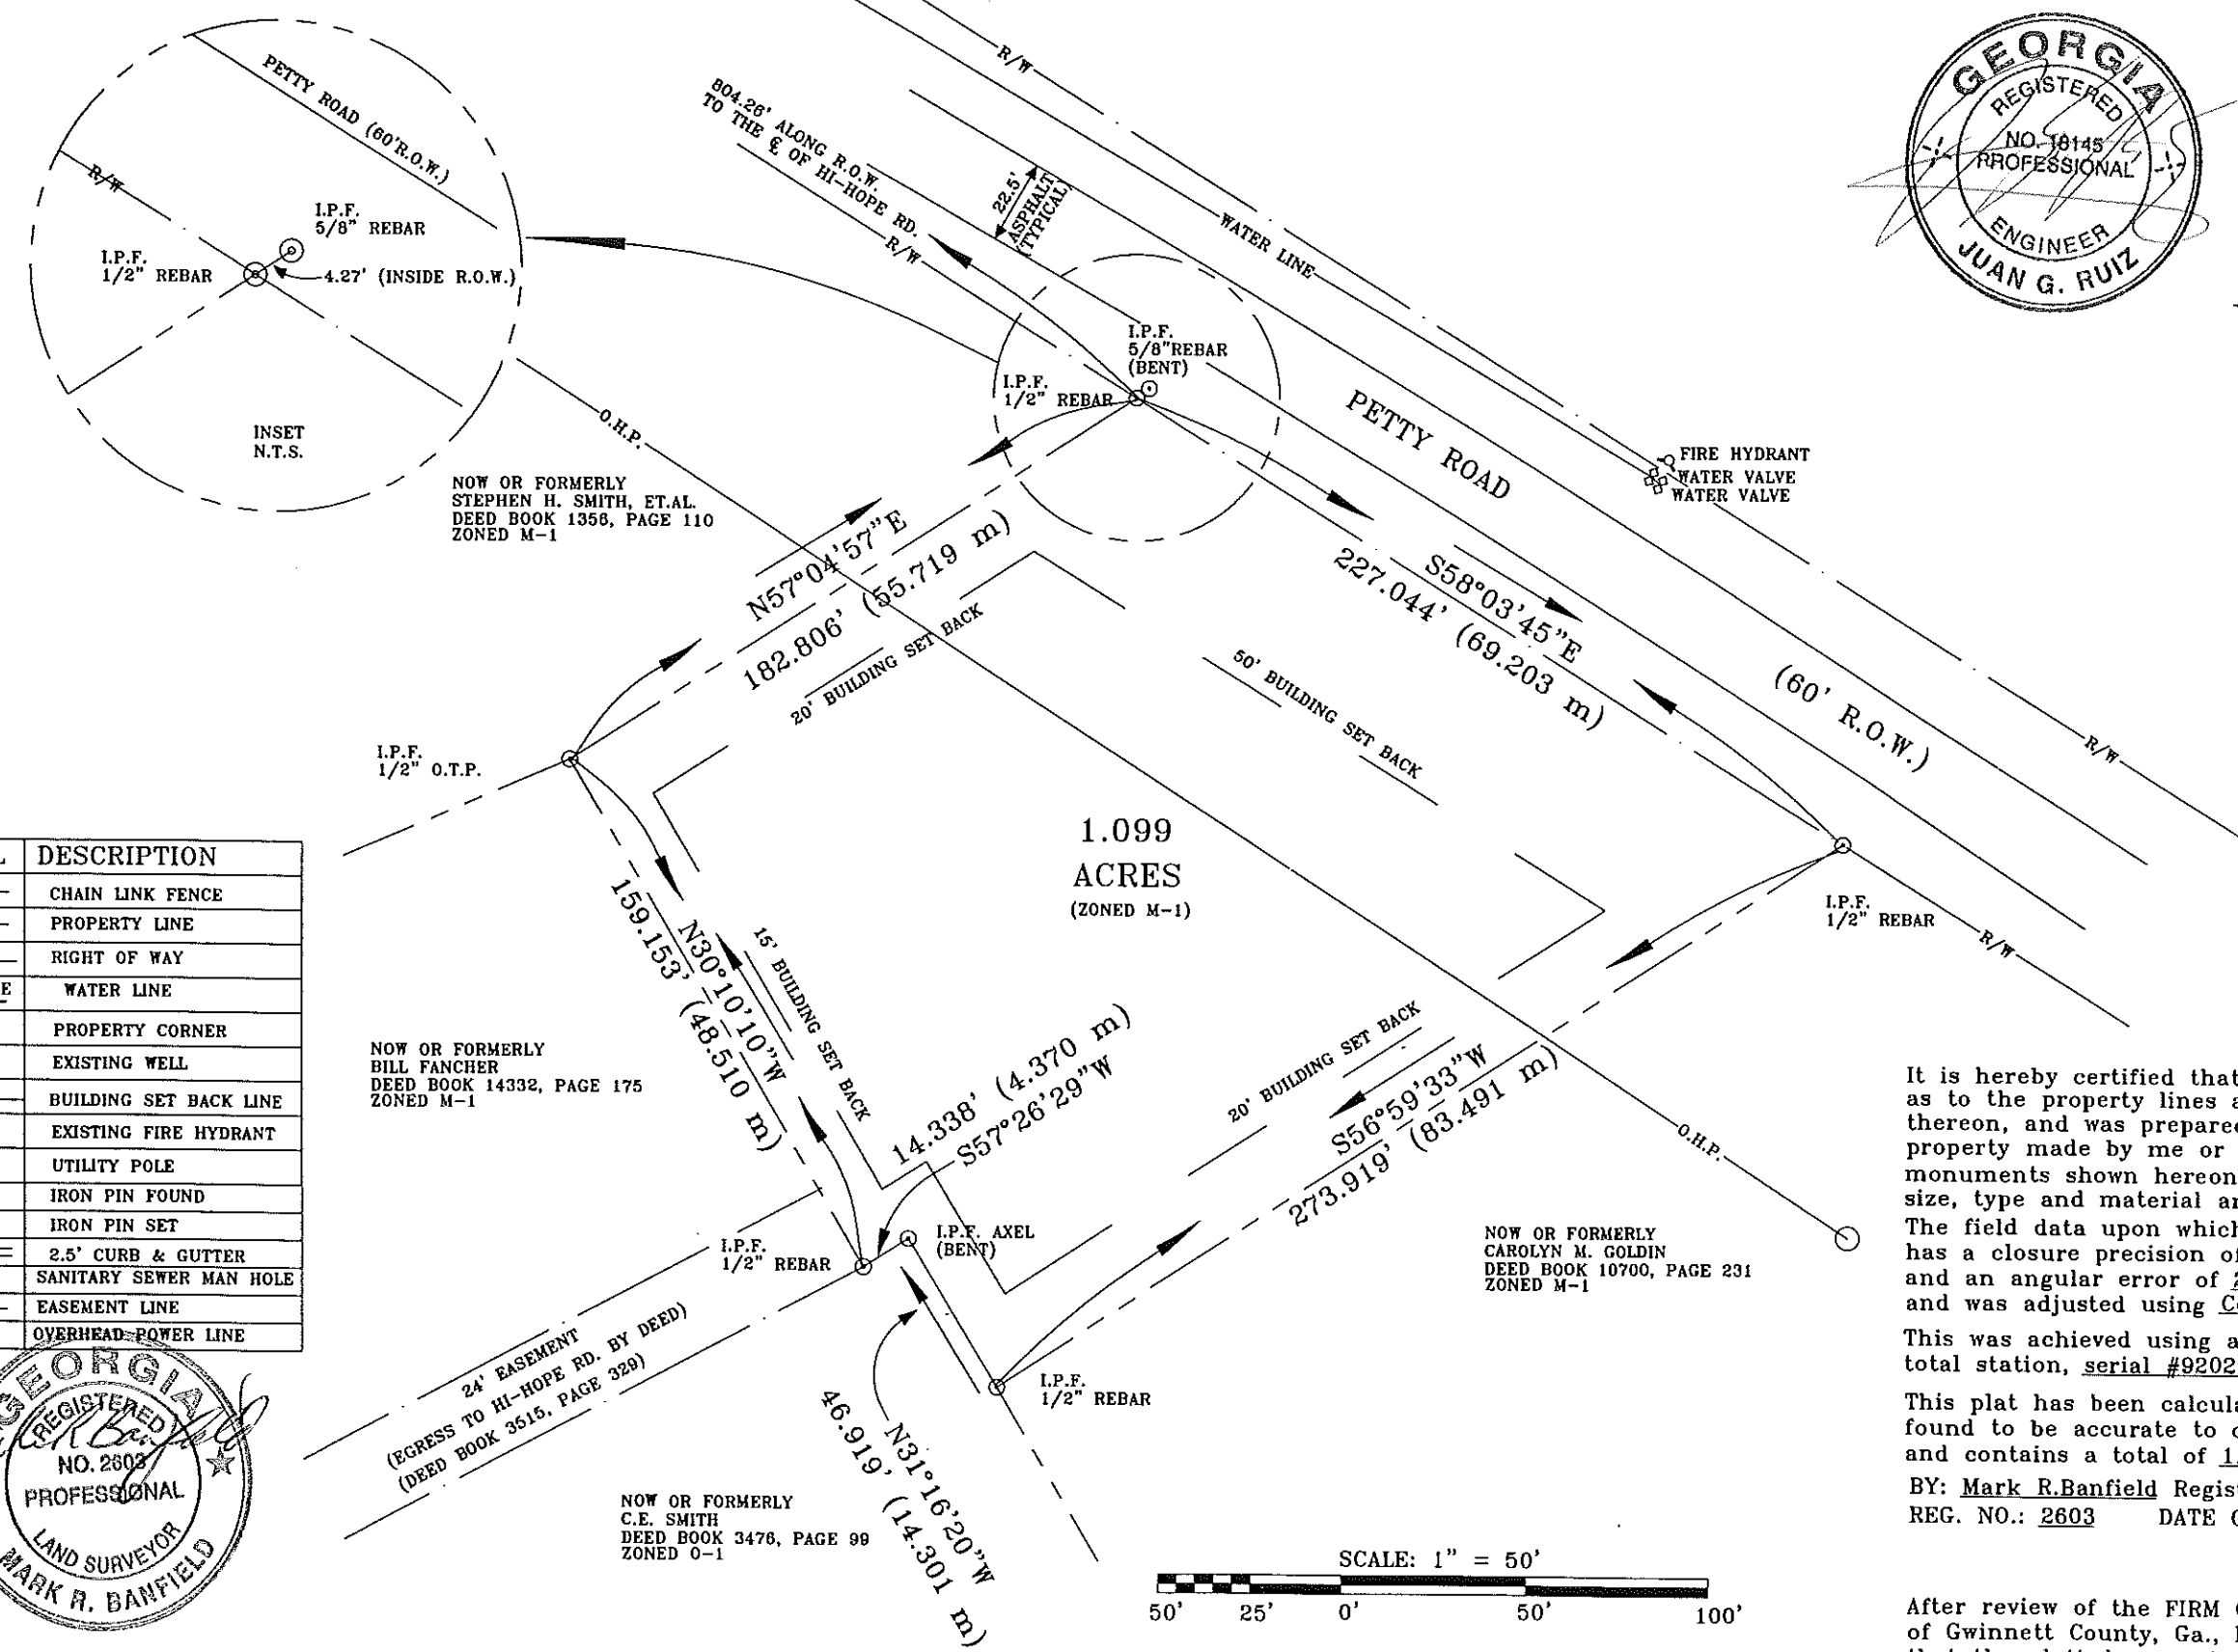 PETTY ROAD (60'R.O.W.)
R/W
I.P.F.
5/8" REBAR
I.P.F.
1/2" REBAR
4.27' (INSIDE R.O.W.)
INSET
N.T.S.
R/W
804.26' ALONG R.O.W.
TO THE ℄ OF HI-HOPE RD.
R/W
22.5'
ASPHALT
(TYPICAL)
WATER LINE
GEORGIA
REGISTERED
NO. 18145
PROFESSIONAL
ENGINEER
JUAN G. RUIZ
I.P.F.
5/8"REBAR
(BENT)
I.P.F.
1/2" REBAR
PETTY ROAD
(60' R.O.W.)
FIRE HYDRANT
WATER VALVE
WATER VALVE
O.H.P.
NOW OR FORMERLY
STEPHEN H. SMITH, ET.AL.
DEED BOOK 1356, PAGE 110
ZONED M-1
N57°04'57"E
182.806' (55.719 m)
20' BUILDING SET BACK
S58°03'45"E
227.044' (69.203 m)
50' BUILDING SET BACK
R/W
I.P.F.
1/2" O.T.P.
1.099
ACRES
(ZONED M-1)
I.P.F.
1/2" REBAR
R/W
DESCRIPTION
CHAIN LINK FENCE
PROPERTY LINE
RIGHT OF WAY
E WATER LINE
PROPERTY CORNER
EXISTING WELL
BUILDING SET BACK LINE
EXISTING FIRE HYDRANT
UTILITY POLE
IRON PIN FOUND
IRON PIN SET
2.5' CURB & GUTTER
SANITARY SEWER MAN HOLE
EASEMENT LINE
OVERHEAD POWER LINE
N30°10'10"W
159.153' (48.510 m)
15' BUILDING SET BACK
NOW OR FORMERLY
BILL FANCHER
DEED BOOK 14332, PAGE 175
ZONED M-1
14.338' (4.370 m)
S57°26'29"W
20' BUILDING SET BACK
S56°59'33"W
273.919' (83.491 m)
O.H.P.
I.P.F.
1/2" REBAR
I.P.F. AXEL
(BENT)
NOW OR FORMERLY
CAROLYN M. GOLDIN
DEED BOOK 10700, PAGE 231
ZONED M-1
24' EASEMENT
(EGRESS TO HI-HOPE RD. BY DEED)
(DEED BOOK 3515, PAGE 329)
I.P.F.
1/2" REBAR
N31°16'20"W
46.919' (14.301 m)
NOW OR FORMERLY
C.E. SMITH
DEED BOOK 3476, PAGE 99
ZONED O-1
GEORGIA
REGISTERED
NO. 2603
PROFESSIONAL
LAND SURVEYOR
MARK R. BANFIELD
SCALE: 1" = 50'
50' 25' 0' 50' 100'
It is hereby certified that
as to the property lines
thereon, and was
property made by me or
monuments shown hereon
size, type and material
The field data upon which
has a closure precision
and an angular error of
and was adjusted using
This was achieved using a
total station, serial #9202
This plat has been
found to be accurate to
and contains a total of 1
BY: Mark R.Banfield
REG. NO.: 2603 DATE
After review of the FIRM
of Gwinnett County, Ga.,